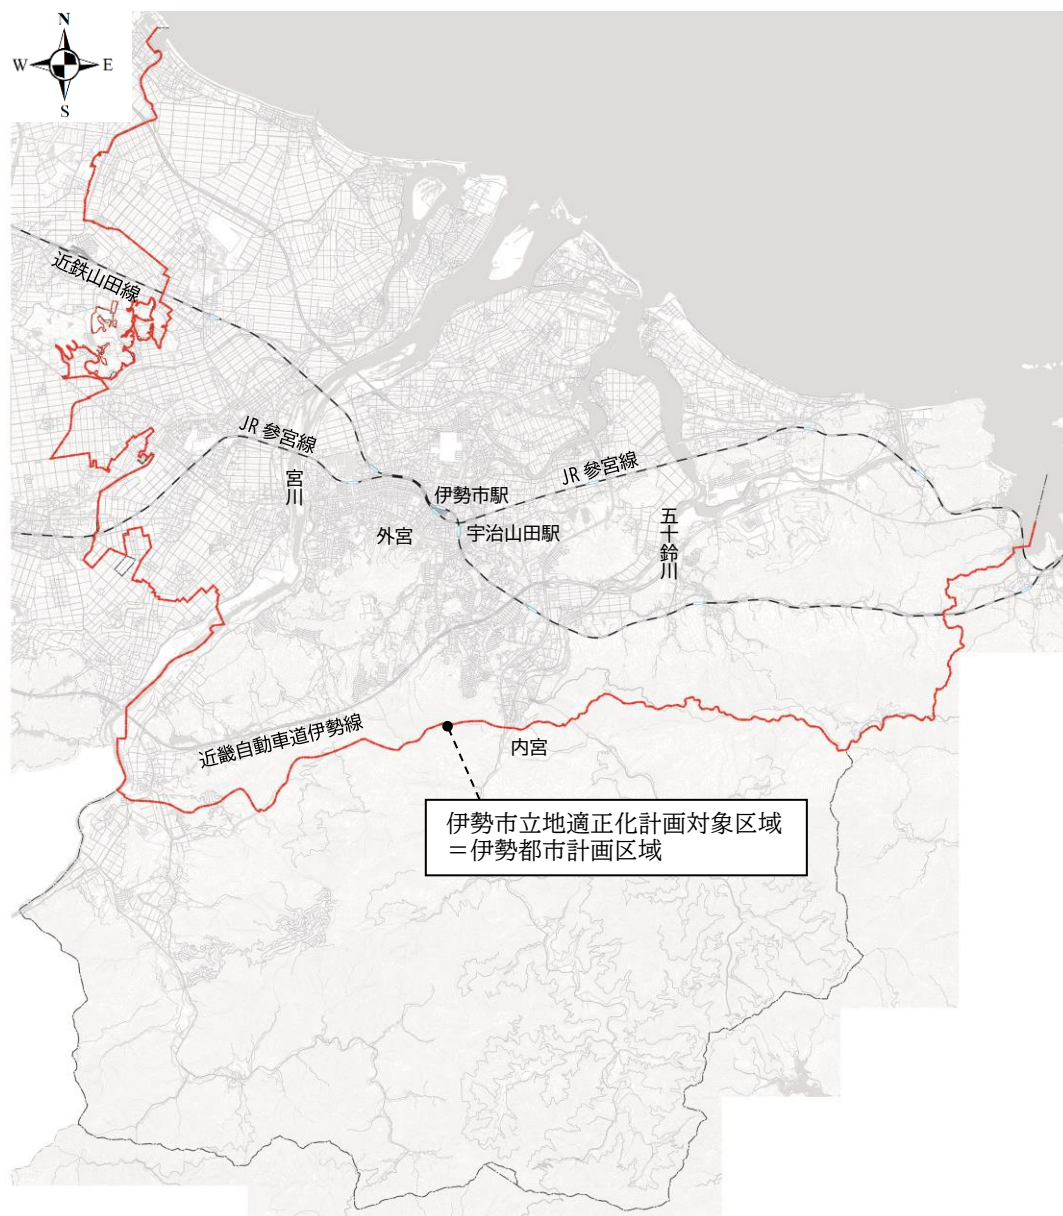 N
W
E
S
近鉄山田線
JR 参宮線
宮川
JR 参宮線
伊勢市駅
外宮
宇治山田駅
五十鈴川
近畿自動車道伊勢線
内宮
伊勢市立地適正化計画対象区域
＝伊勢都市計画区域